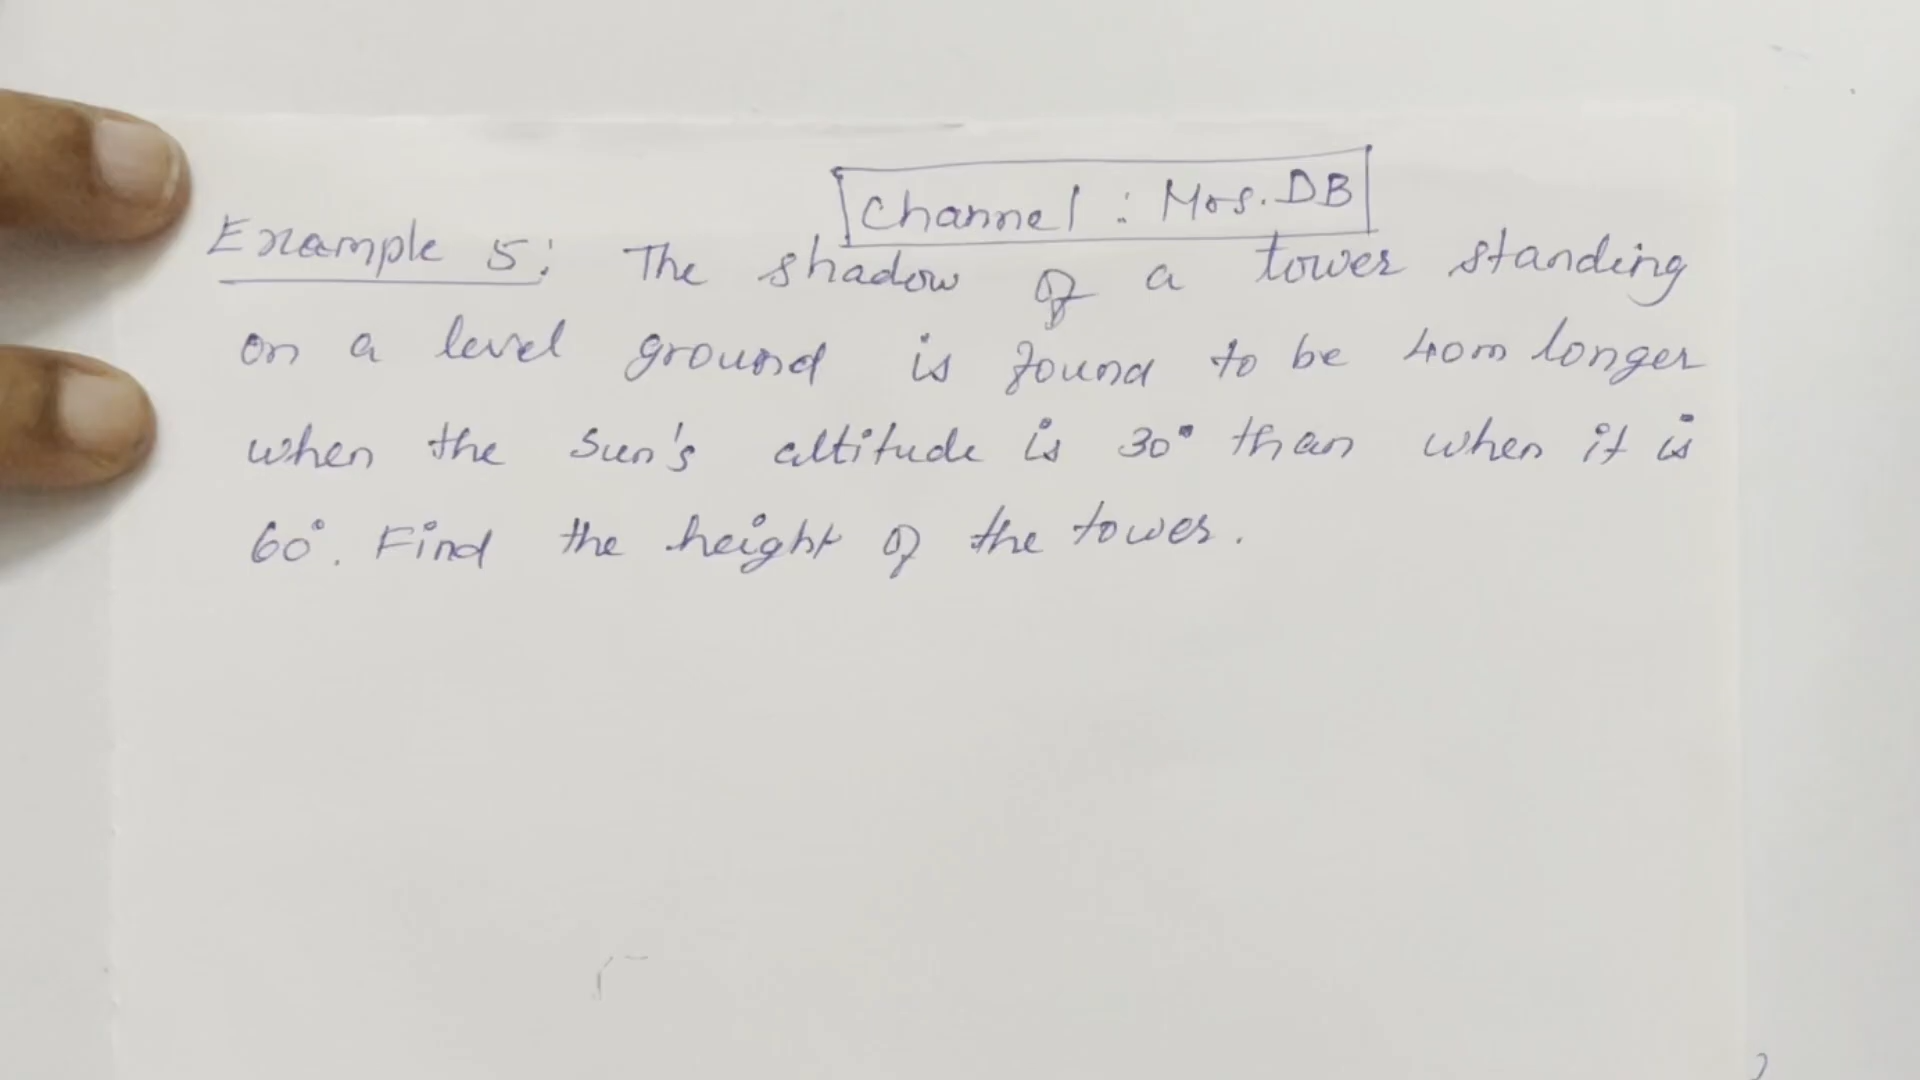 Channel : Mrs. DB
Example 5: The shadow of a tower standing
on a level ground is found to be 40m longer
when the Sun's altitude is 30° than when it is
60°. Find the height of the tower.